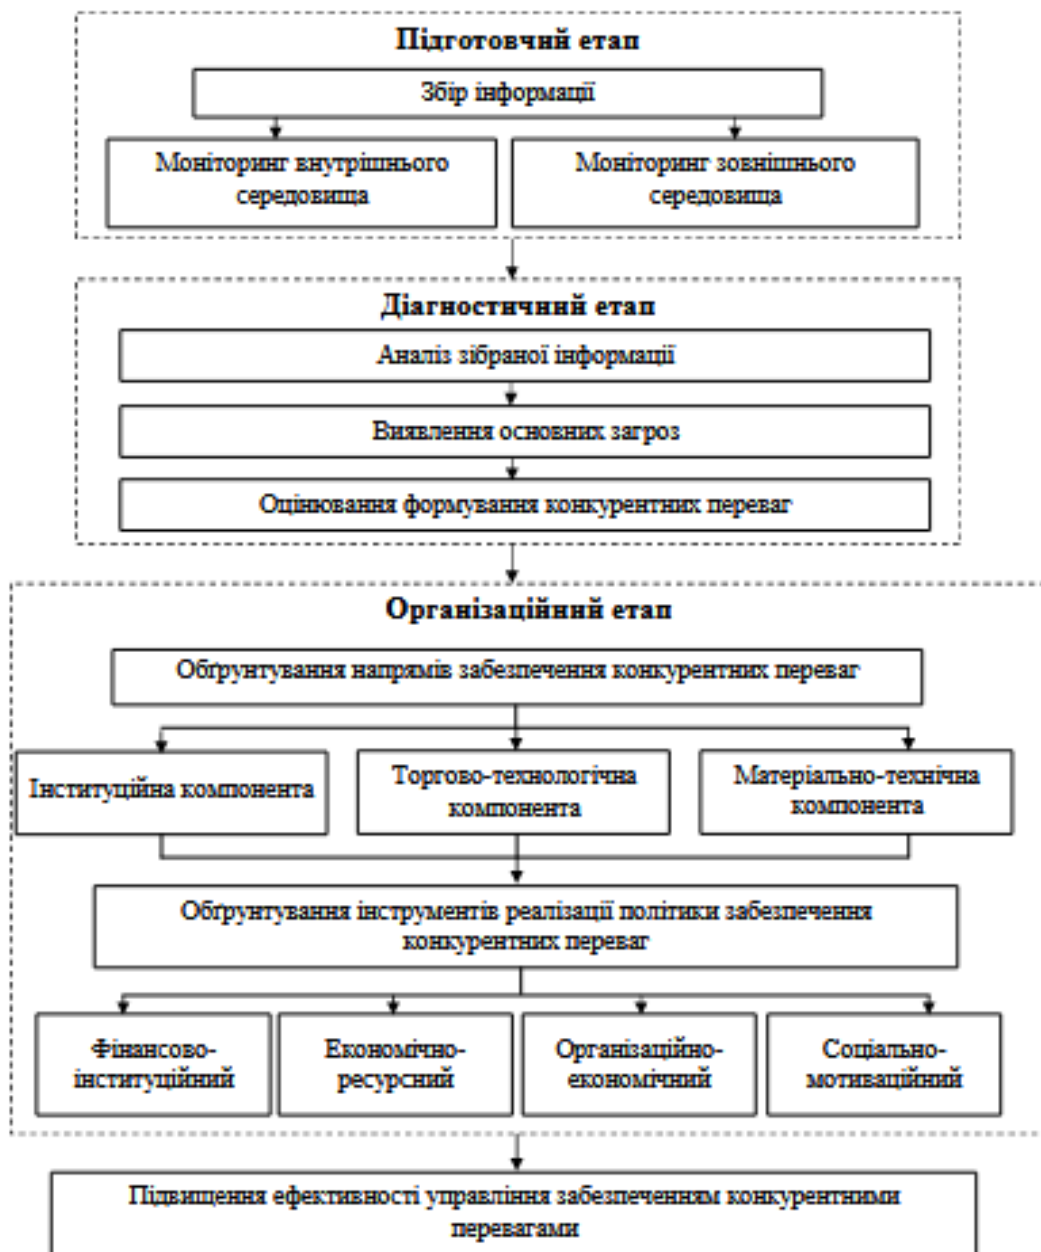 Підготовчий етап
Збір інформації
Моніторинг внутрішнього
середовища
Моніторинг зовнішнього
середовища
Діагностичний етап
Аналіз зібраної інформації
Виявлення основних загроз
Оцінювання формування конкурентних переваг
Організаційний етап
Обґрунтування напрямів забезпечення конкурентних переваг
Інституційна компонента
Торгово-технологічна
компонента
Матеріально-технічна
компонента
Обґрунтування інструментів реалізації політики забезпечення
конкурентних переваг
Фінансово-
інституційний
Економічно-
ресурсний
Організаційно-
економічний
Соціально-
мотиваційний
Підвищення ефективності управління забезпеченням конкурентними
перевагами